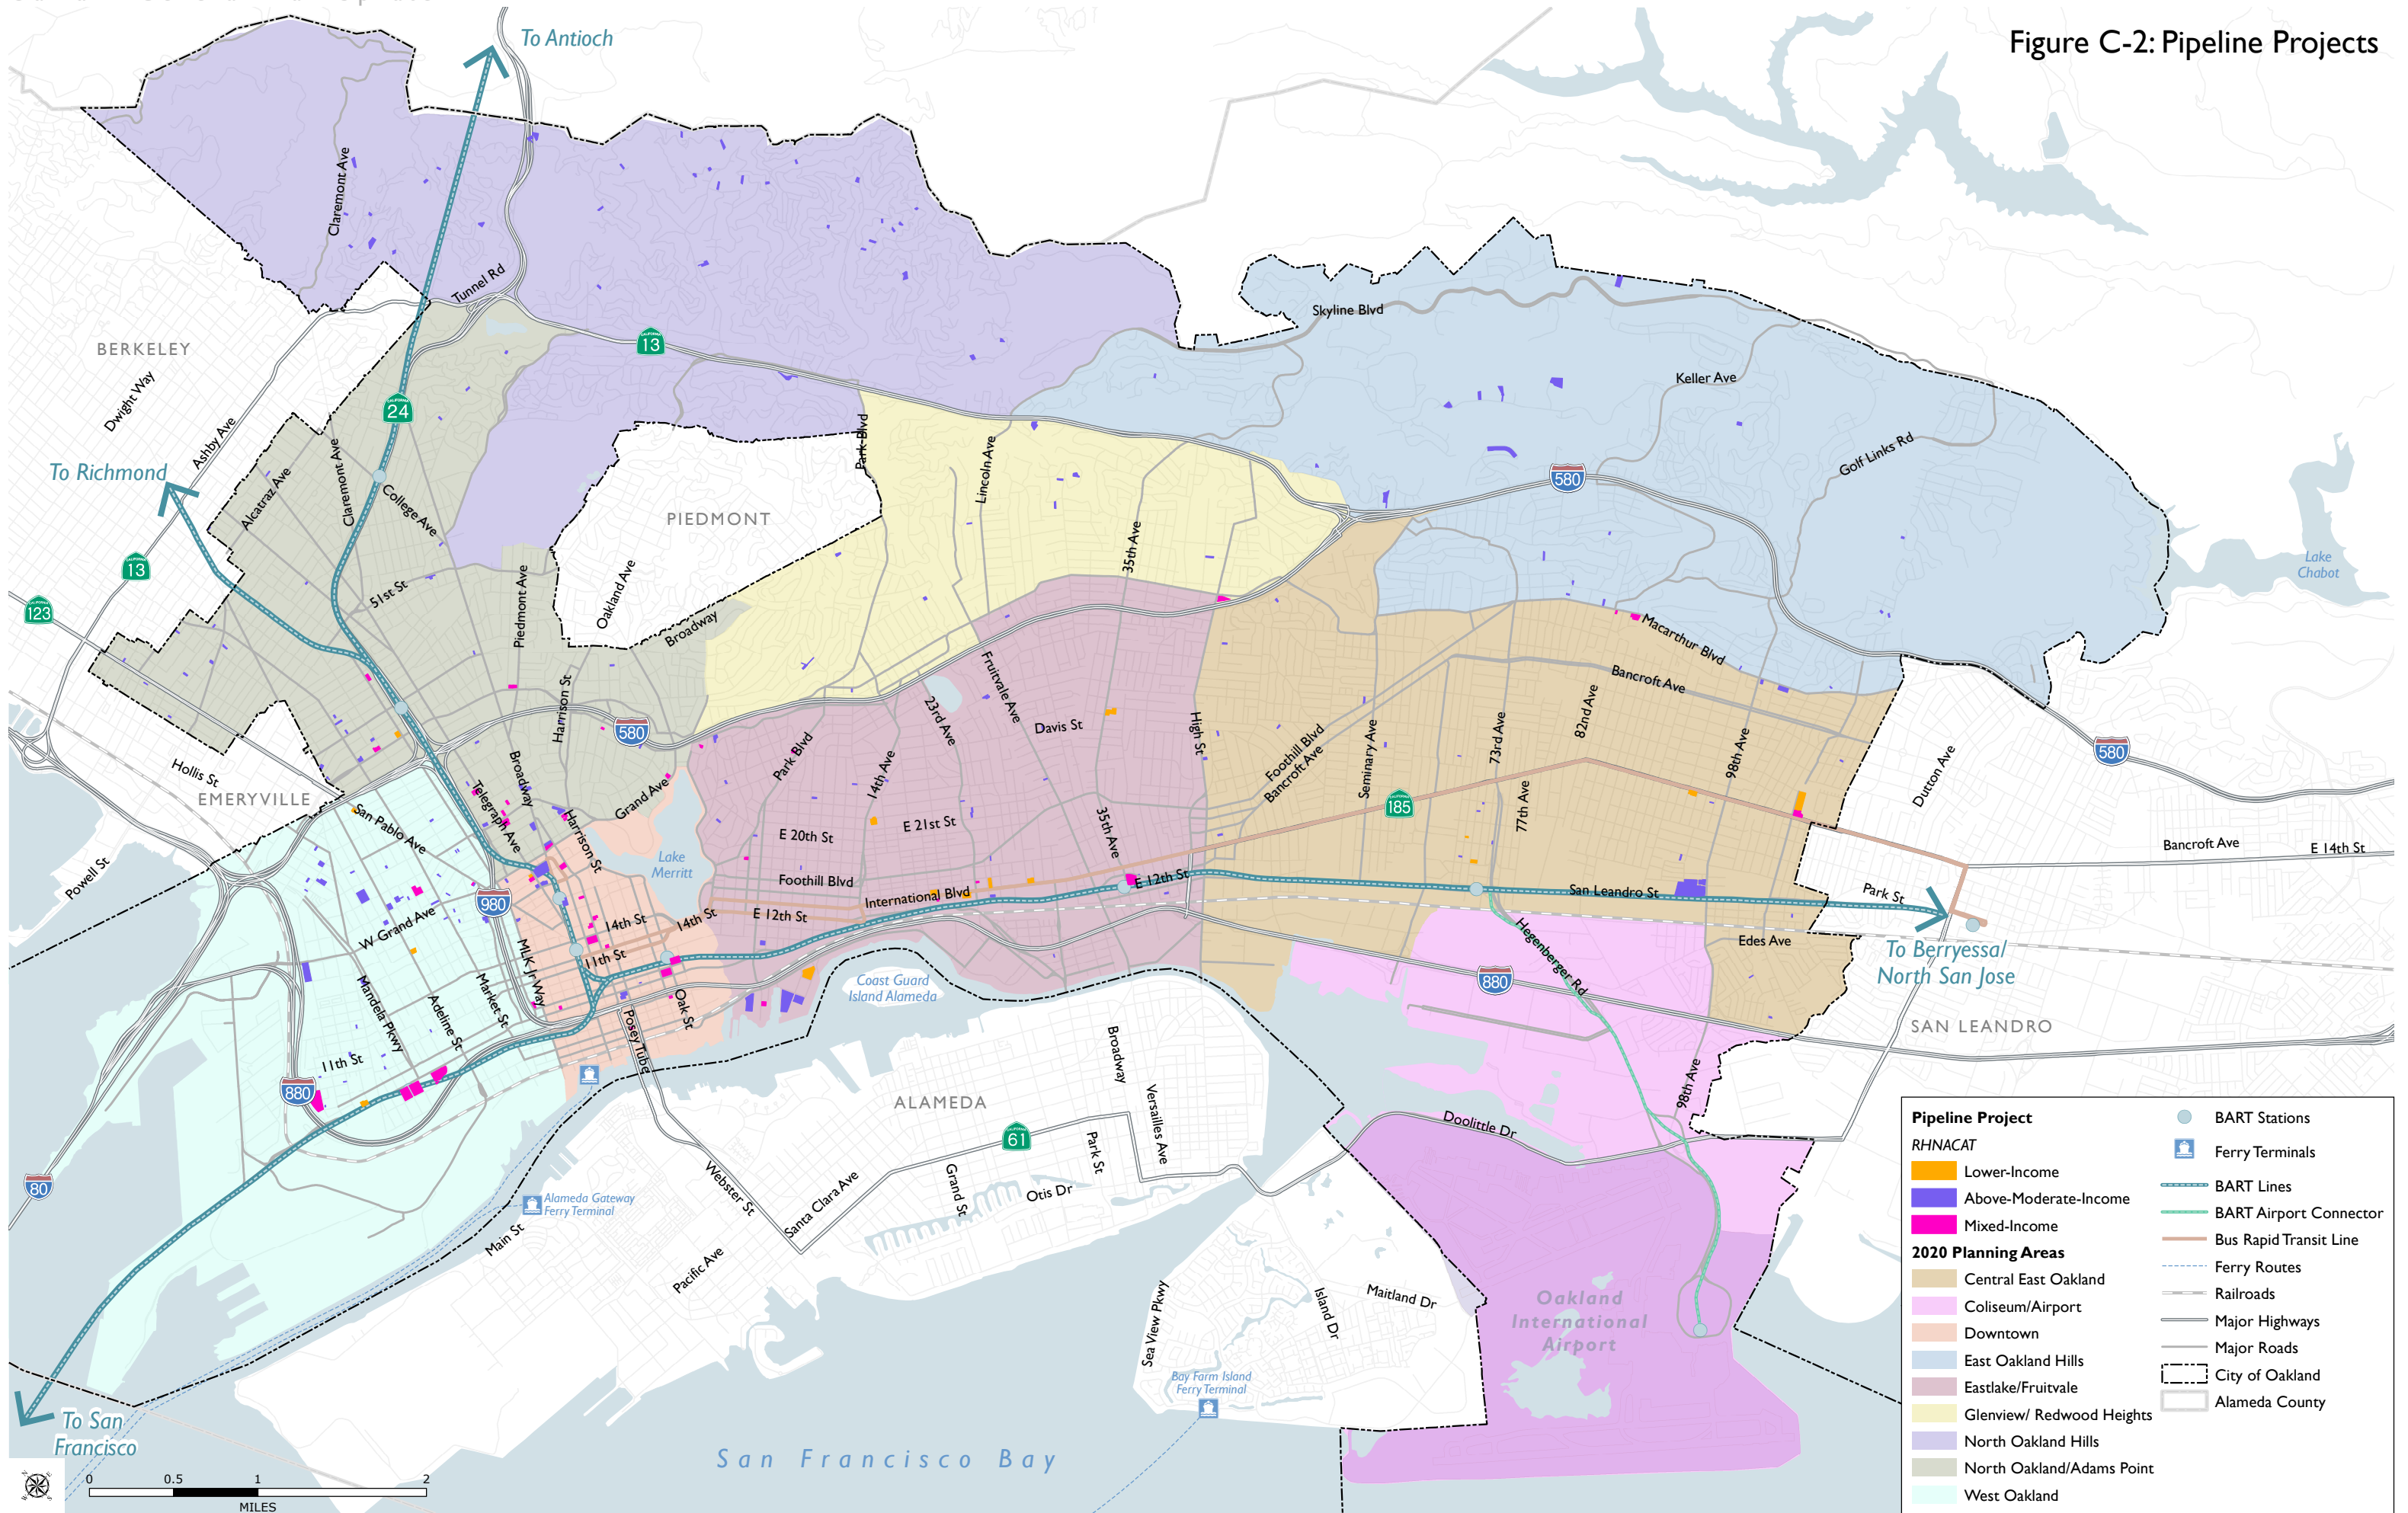 Figure C-2: Pipeline Projects
To Antioch
Claremont Ave
Tunnel Rd
13
BERKELEY
Dwight Way
Ashby Ave
24
To Richmond
Alcatraz Ave
Claremont Ave
College Ave
13
123
51st St
Piedmont Ave
PIEDMONT
Oakland Ave
Broadway
Park Blvd
Lincoln Ave
35th Ave
Skyline Blvd
Keller Ave
Golf Links Rd
580
Lake
Chabot
Macarthur Blvd
Bancroft Ave
Hollis St
EMERYVILLE
Powell St
San Pablo Ave
Telegraph Ave
Broadway
Harrison St
Harrison St
580
Grand Ave
Lake
Merritt
Park Blvd
14th Ave
23rd Ave
Fruitvale Ave
Davis St
High St
E 20th St
E 21st St
35th Ave
Foothill Blvd
International Blvd
E 12th St
E 12th St
Foothill Blvd
Bancroft Ave
Seminary Ave
185
73rd Ave
77th Ave
82nd Ave
98th Ave
San Leandro St
Dutton Ave
580
Bancroft Ave
E 14th St
Park St
Edes Ave
To Berryessal
North San Jose
SAN LEANDRO
980
W Grand Ave
Mandela Pkwy
Adeline St
Market St
MLK Jr Way
14th St
14th St
11th St
11th St
Oak St
Posey Tube
880
80
Coast Guard
Island Alameda
880
Hegenberger Rd
98th Ave
Doolittle Dr
ALAMEDA
Broadway
Versailles Ave
Park St
61
Grand St
Otis Dr
Santa Clara Ave
Webster St
Pacific Ave
Main St
Alameda Gateway
Ferry Terminal
Sea View Pkwy
Island Dr
Maitland Dr
Bay Farm Island
Ferry Terminal
Oakland
International
Airport
To San
Francisco
San Francisco Bay
0 0.5 1 2
MILES
Pipeline Project
RHNACAT
Lower-Income
Above-Moderate-Income
Mixed-Income
2020 Planning Areas
Central East Oakland
Coliseum/Airport
Downtown
East Oakland Hills
Eastlake/Fruitvale
Glenview/ Redwood Heights
North Oakland Hills
North Oakland/Adams Point
West Oakland
BART Stations
Ferry Terminals
BART Lines
BART Airport Connector
Bus Rapid Transit Line
Ferry Routes
Railroads
Major Highways
Major Roads
City of Oakland
Alameda County